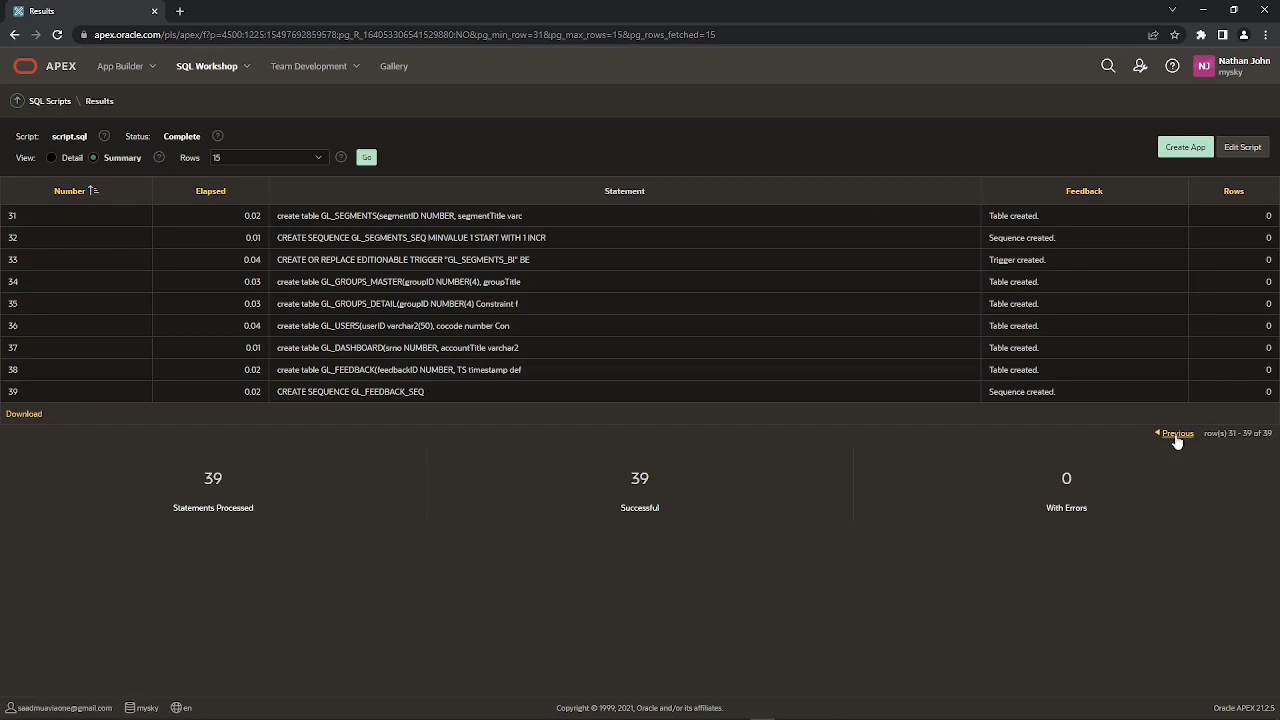 Results
apex.oracle.com/pls/apex/f?p=4500:1225:15497692859578:pg_R_164053306541529880:NO&pg_min_row=31&pg_max_rows=15&pg_rows_fetched=15
APEX App Builder SQL Workshop Team Development Gallery NJ Nathan John mysky
SQL Scripts \ Results
Script: script.sql Status: Complete
View: Detail Summary Rows 15 Go Create App Edit Script
Number Elapsed Statement Feedback Rows
31 0.02 create table GL_SEGMENTS(segmentID NUMBER, segmentTitle varc Table created. 0
32 0.01 CREATE SEQUENCE GL_SEGMENTS_SEQ MINVALUE 1 START WITH 1 INCR Sequence created. 0
33 0.04 CREATE OR REPLACE EDITIONABLE TRIGGER "GL_SEGMENTS_BI" BE Trigger created. 0
34 0.03 create table GL_GROUPS_MASTER(groupID NUMBER(4), groupTitle Table created. 0
35 0.03 create table GL_GROUPS_DETAIL(groupID NUMBER(4) Constraint f Table created. 0
36 0.04 create table GL_USERS(userID varchar2(50), cocode number Con Table created. 0
37 0.01 create table GL_DASHBOARD(srno NUMBER, accountTitle varchar2 Table created. 0
38 0.02 create table GL_FEEDBACK(feedbackID NUMBER, TS timestamp def Table created. 0
39 0.02 CREATE SEQUENCE GL_FEEDBACK_SEQ Sequence created. 0
Download
Previous row(s) 31 - 39 of 39
39 39 0
Statements Processed Successful With Errors
saadmuaviaone@gmail.com mysky en Copyright © 1999, 2021, Oracle and/or its affiliates. Oracle APEX 21.2.5